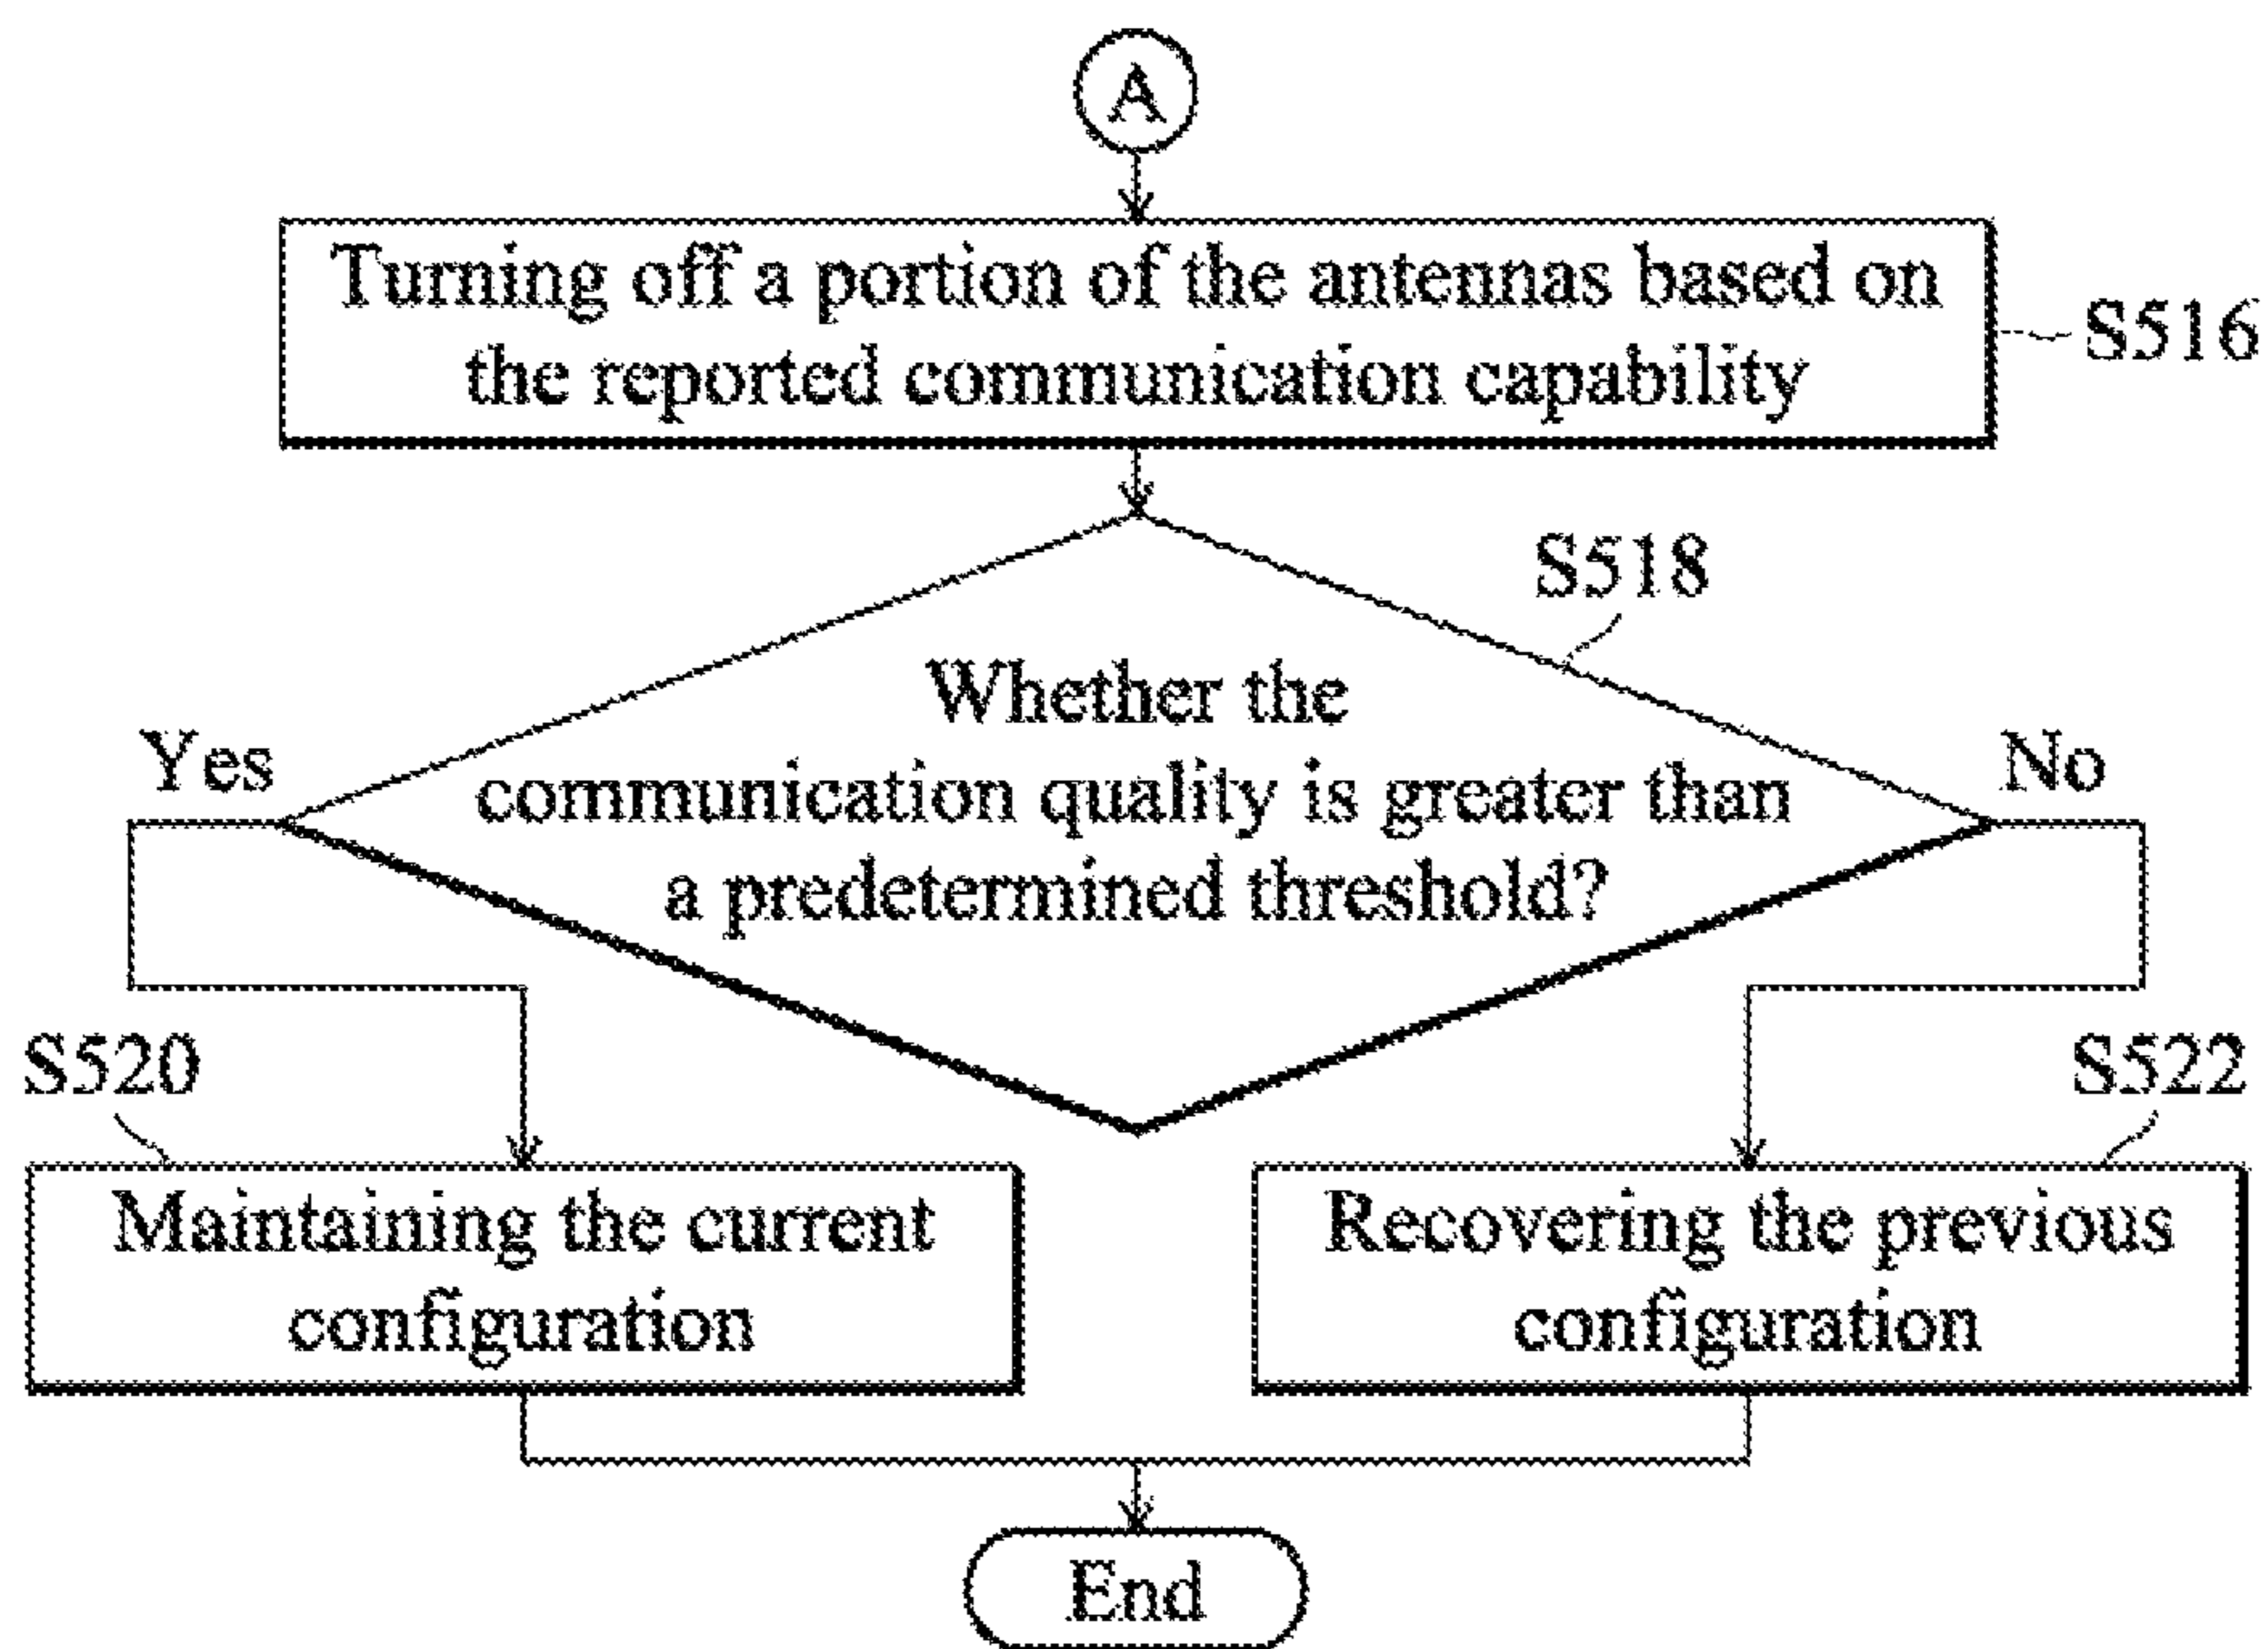 A
Turning off a portion of the antennas based on
the reported communication capability
S516
S518
Whether the
communication quality is greater than
a predetermined threshold?
Yes
No
S520
S522
Maintaining the current
configuration
Recovering the previous
configuration
End